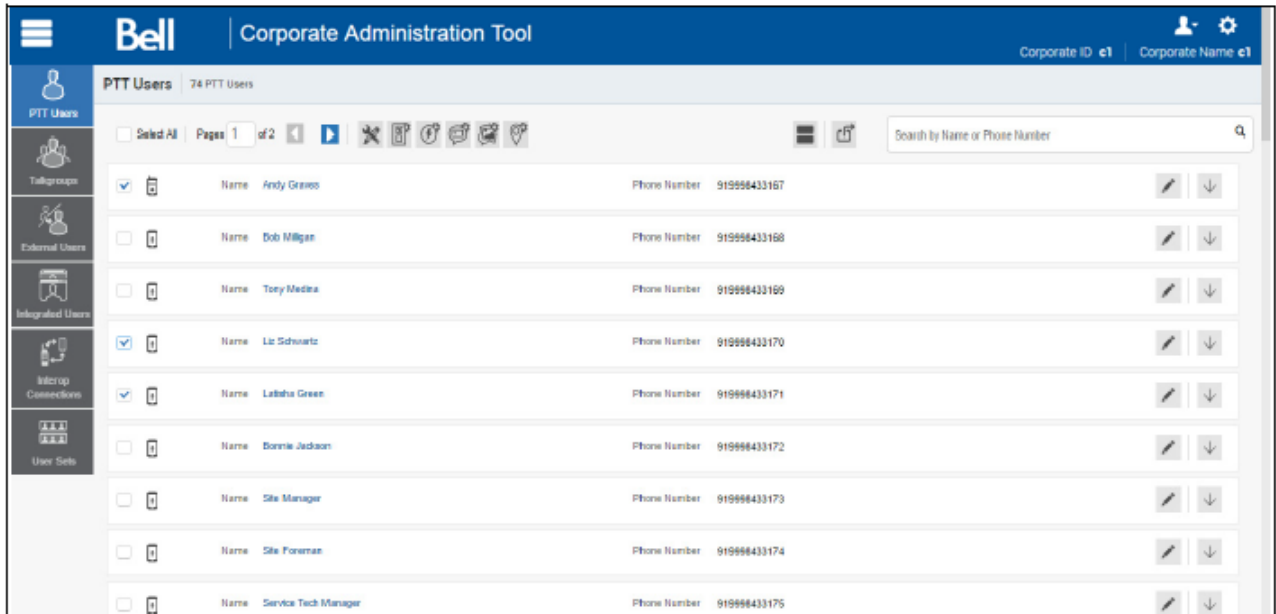 Bell Corporate Administration Tool
Corporate ID c1 Corporate Name c1
PTT Users
PTT Users 74 PTT Users
Select All Pages 1 of 2 Search by Name or Phone Number
Talkgroups
Name Andy Graves Phone Number 919998433167
External Users
Name Bob Milligan Phone Number 919998433168
Integrated Users
Name Tony Medina Phone Number 919998433169
Interop
Connections
Name Liz Schwartz Phone Number 919998433170
Name Latisha Green Phone Number 919998433171
User Sets
Name Bonnie Jackson Phone Number 919998433172
Name Site Manager Phone Number 919998433173
Name Site Foreman Phone Number 919998433174
Name Service Tech Manager Phone Number 919998433175